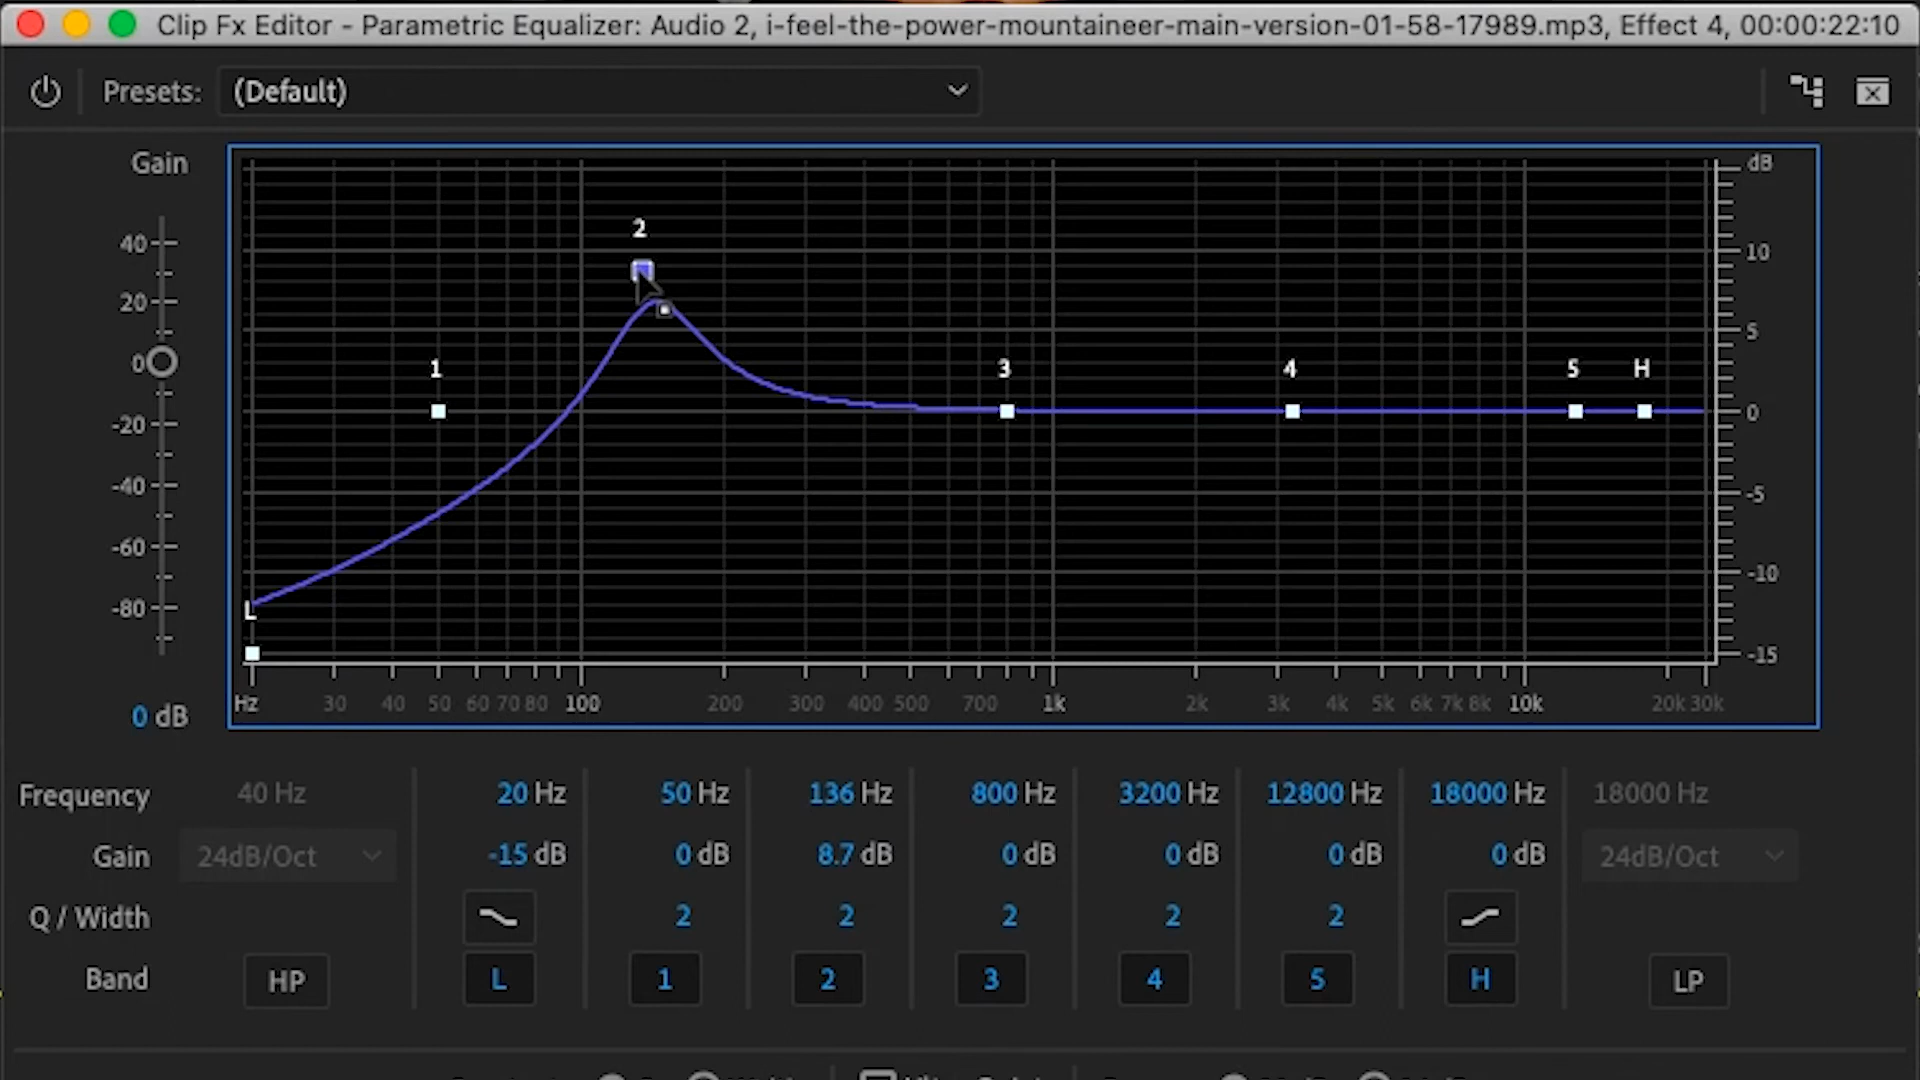 Clip Fx Editor - Parametric Equalizer: Audio 2, i-feel-the-power-mountaineer-main-version-01-58-17989.mp3, Effect 4, 00:00:22:10
Presets: (Default)
Gain
dB
2
40
10
20
5
0
1
3
4
5
H
0
-20
-40
-5
-60
-10
-80
L
-15
Hz 30 40 50 60 70 80 100 200 300 400 500 700 1k 2k 3k 4k 5k 6k 7k 8k 10k 20k 30k
0 dB
Frequency 40 Hz 20 Hz 50 Hz 136 Hz 800 Hz 3200 Hz 12800 Hz 18000 Hz 18000 Hz
Gain 24dB/Oct -15 dB 0 dB 8.7 dB 0 dB 0 dB 0 dB 0 dB 24dB/Oct
Q / Width 2 2 2 2 2
Band HP L 1 2 3 4 5 H LP